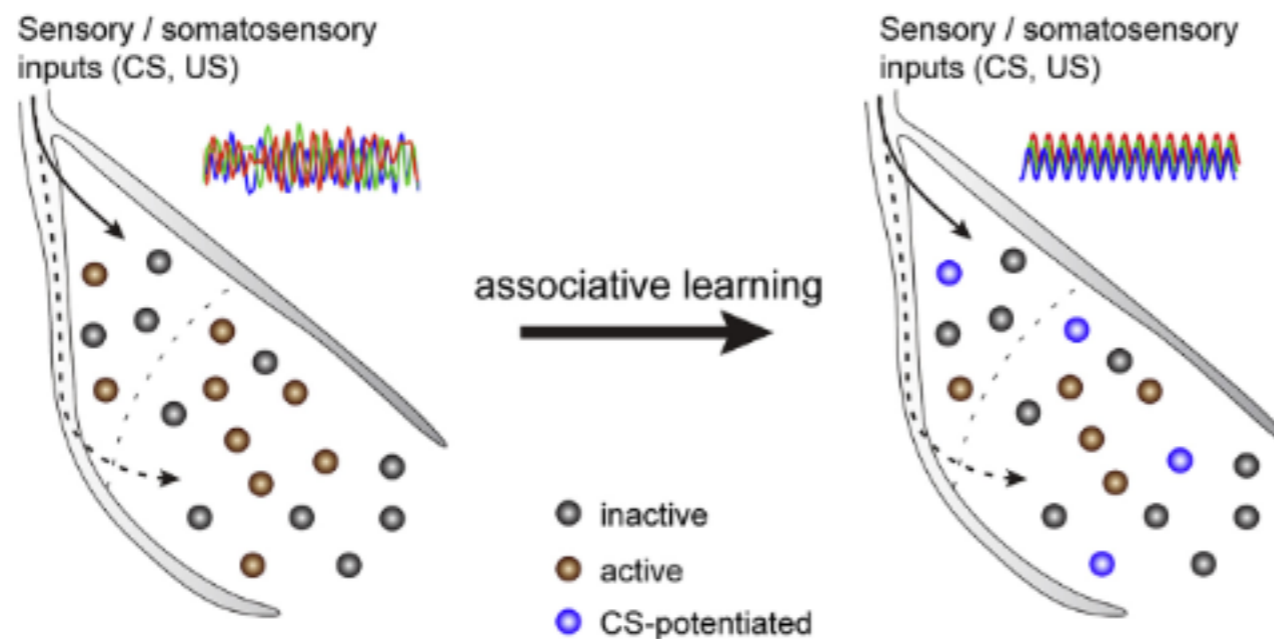 Sensory / somatosensory
inputs (CS, US)
Sensory / somatosensory
inputs (CS, US)
associative learning
inactive
active
CS-potentiated